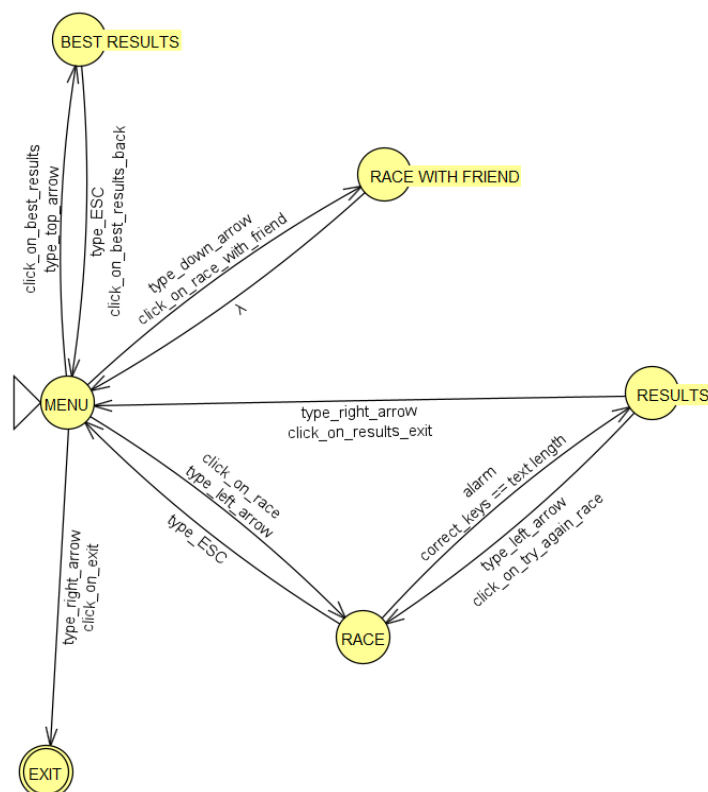 BEST RESULTS
click_on_best_results
type_top_arrow
type_ESC
click_on_best_results_back
RACE WITH FRIEND
type_down_arrow
click_on_race_with_friend
λ
MENU
RESULTS
type_right_arrow
click_on_results_exit
click_on_race
type_left_arrow
type_ESC
alarm
correct_keys == text length
type_left_arrow
click_on_try_again_race
type_right_arrow
click_on_exit
RACE
EXIT